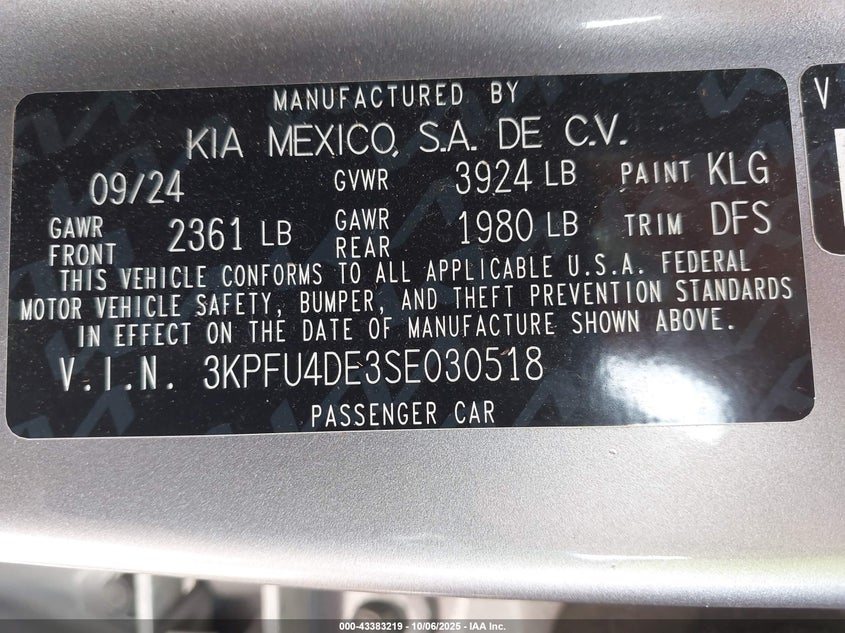 MANUFACTURED BY
KIA MEXICO, S.A. DE C.V.
09/24 GVWR 3924 LB PAINT KLG
GAWR FRONT 2361 LB GAWR REAR 1980 LB TRIM DFS
THIS VEHICLE CONFORMS TO ALL APPLICABLE U.S.A. FEDERAL
MOTOR VEHICLE SAFETY, BUMPER, AND THEFT PREVENTION STANDARDS
IN EFFECT ON THE DATE OF MANUFACTURE SHOWN ABOVE.
V.I.N. 3KPFU4DE3SE030518
PASSENGER CAR
V
000-43383219 - 10/06/2025 - IAA Inc.